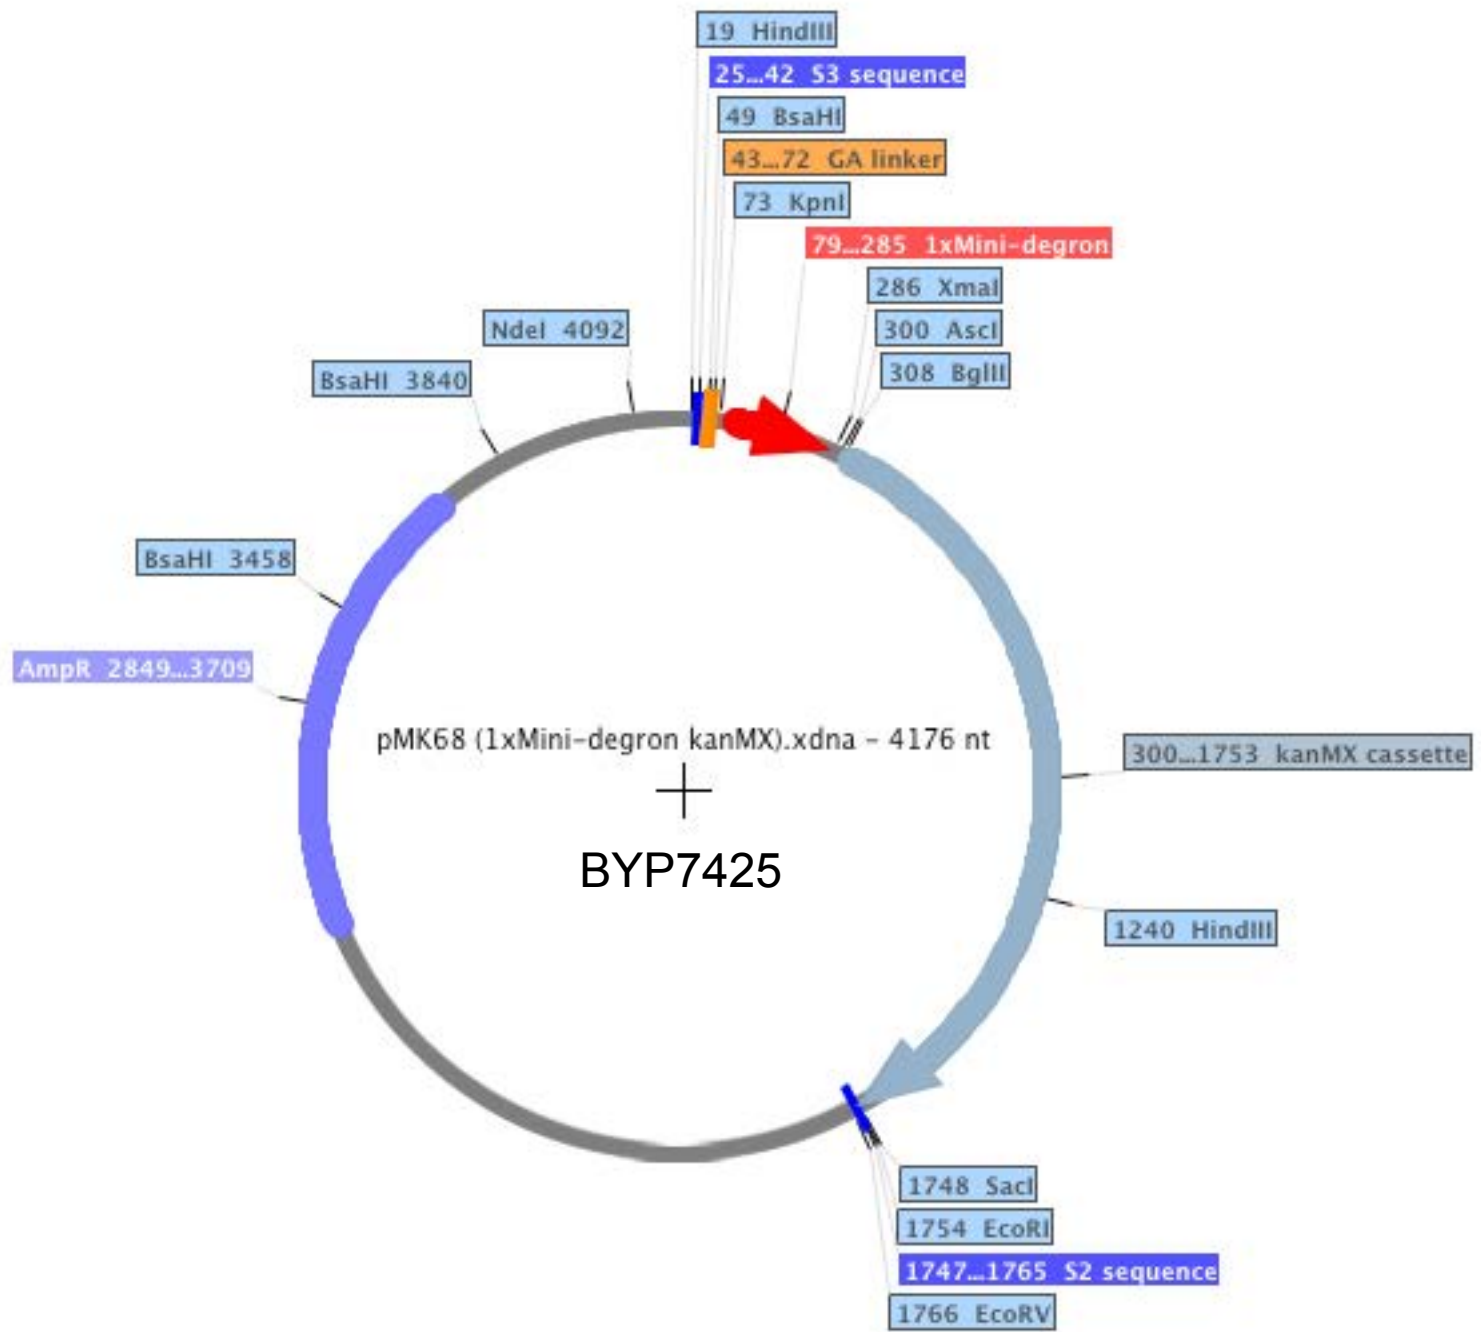 19 HindIII
25...42 S3 sequence
49 BsaHI
43...72 GA linker
73 KpnI
79...285 1xMini-degron
286 XmaI
NdeI 4092
300 AscI
BsaHI 3840
308 BglII
BsaHI 3458
AmpR 2849...3709
pMK68 (1xMini-degron kanMX).xdna - 4176 nt
300...1753 kanMX cassette
BYP7425
1240 HindIII
1748 SacI
1754 EcoRI
1747...1765 S2 sequence
1766 EcoRV